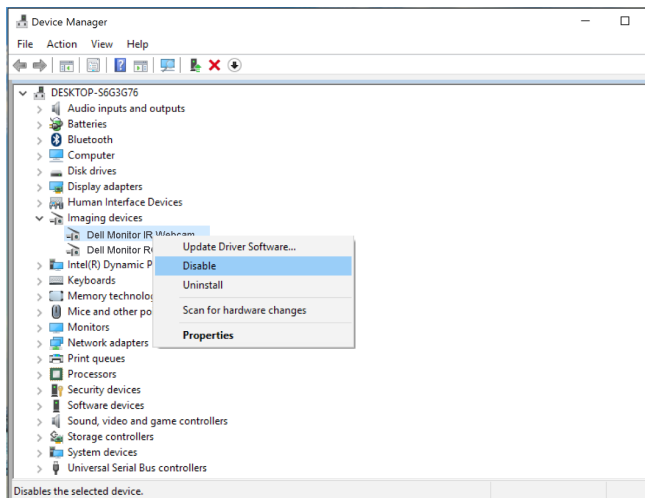 Device Manager
File Action View Help
DESKTOP-S6G3G76
Audio inputs and outputs
Batteries
Bluetooth
Computer
Disk drives
Display adapters
Human Interface Devices
Imaging devices
Dell Monitor IR Webcam
Dell Monitor
Update Driver Software...
Disable
Uninstall
Scan for hardware changes
Properties
Intel(R) Dynamic P
Keyboards
Memory technolog
Mice and other po
Monitors
Network adapters
Print queues
Processors
Security devices
Software devices
Sound, video and game controllers
Storage controllers
System devices
Universal Serial Bus controllers
Disables the selected device.